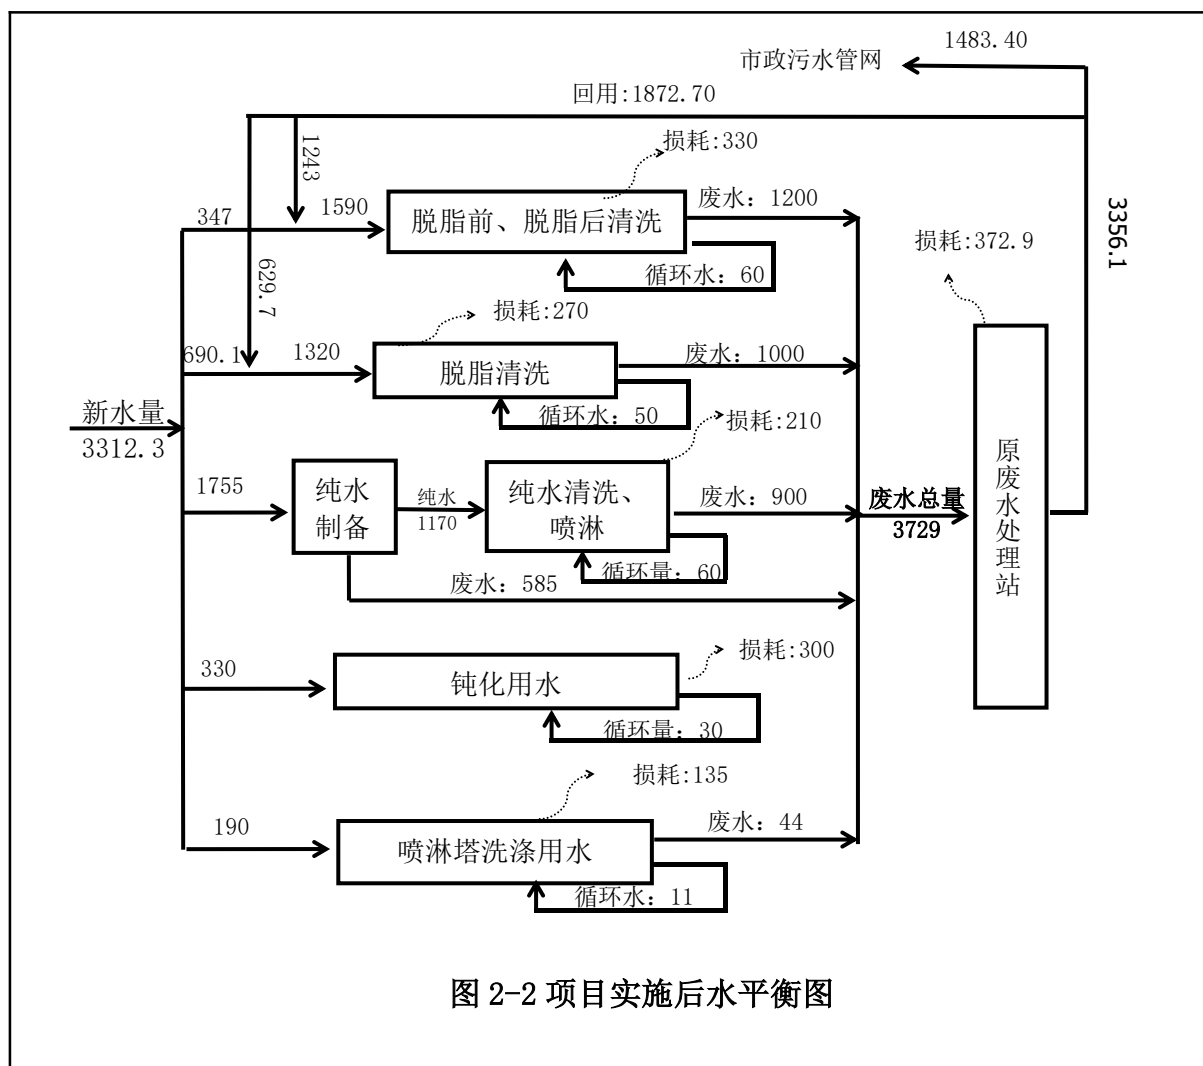 1483.40
市政污水管网
回用:1872.70
1243
损耗:330
347
1590
脱脂前、脱脂后清洗
废水: 1200
循环水: 60
3356.1
损耗:372.9
629.7
损耗:270
690.1
1320
脱脂清洗
废水: 1000
循环水: 50
新水量
3312.3
损耗:210
1755
纯水
制备
纯水
1170
纯水清洗、
喷淋
废水: 900
循环量: 60
废水: 585
废水总量
3729
原废水处理站
330
钝化用水
损耗:300
循环量: 30
损耗:135
190
喷淋塔洗涤用水
废水: 44
循环水: 11
图 2-2 项目实施后水平衡图